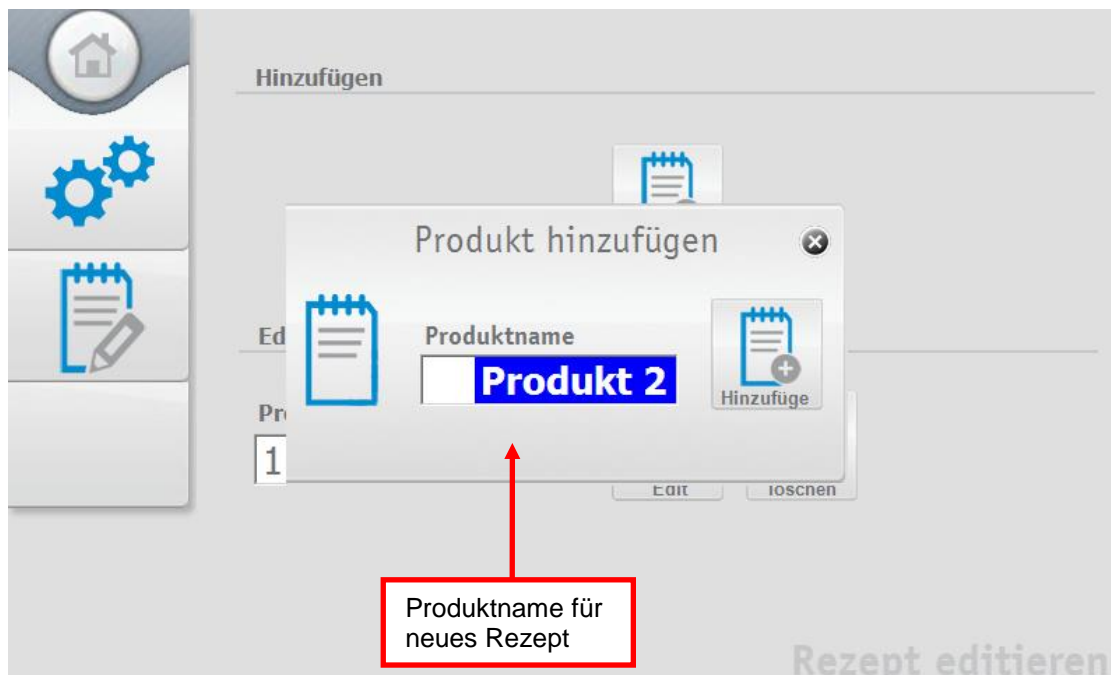 Hinzufügen
Produkt hinzufügen
Ed
Produktname
Produkt 2
Hinzufüge
Pr
1
Edit
löschen
Produktname für
neues Rezept
Rezept editieren